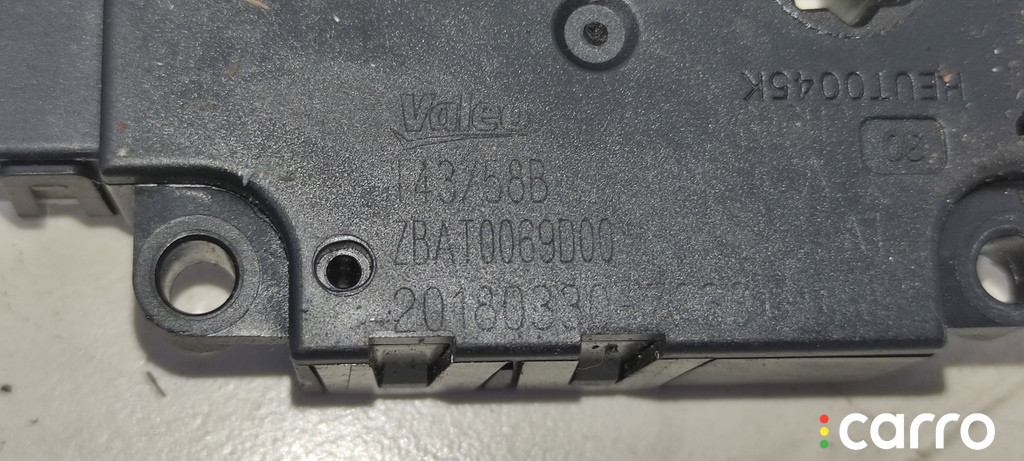 Valeo
HEUT0045K
30
T43758B
ZBAT0069D00
carro